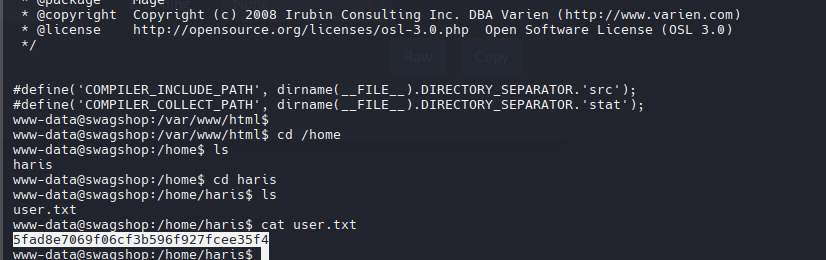 * @package    Mage
 * @copyright  Copyright (c) 2008 Irubin Consulting Inc. DBA Varien (http://www.varien.com)
 * @license    http://opensource.org/licenses/osl-3.0.php  Open Software License (OSL 3.0)
 */
Raw Copy
#define('COMPILER_INCLUDE_PATH', dirname(__FILE__).DIRECTORY_SEPARATOR.'src');
#define('COMPILER_COLLECT_PATH', dirname(__FILE__).DIRECTORY_SEPARATOR.'stat');
www-data@swagshop:/var/www/html$
www-data@swagshop:/var/www/html$ cd /home
www-data@swagshop:/home$ ls
haris
www-data@swagshop:/home$ cd haris
www-data@swagshop:/home/haris$ ls
user.txt
www-data@swagshop:/home/haris$ cat user.txt
5fad8e7069f06cf3b596f927fcee35f4
www-data@swagshop:/home/haris$